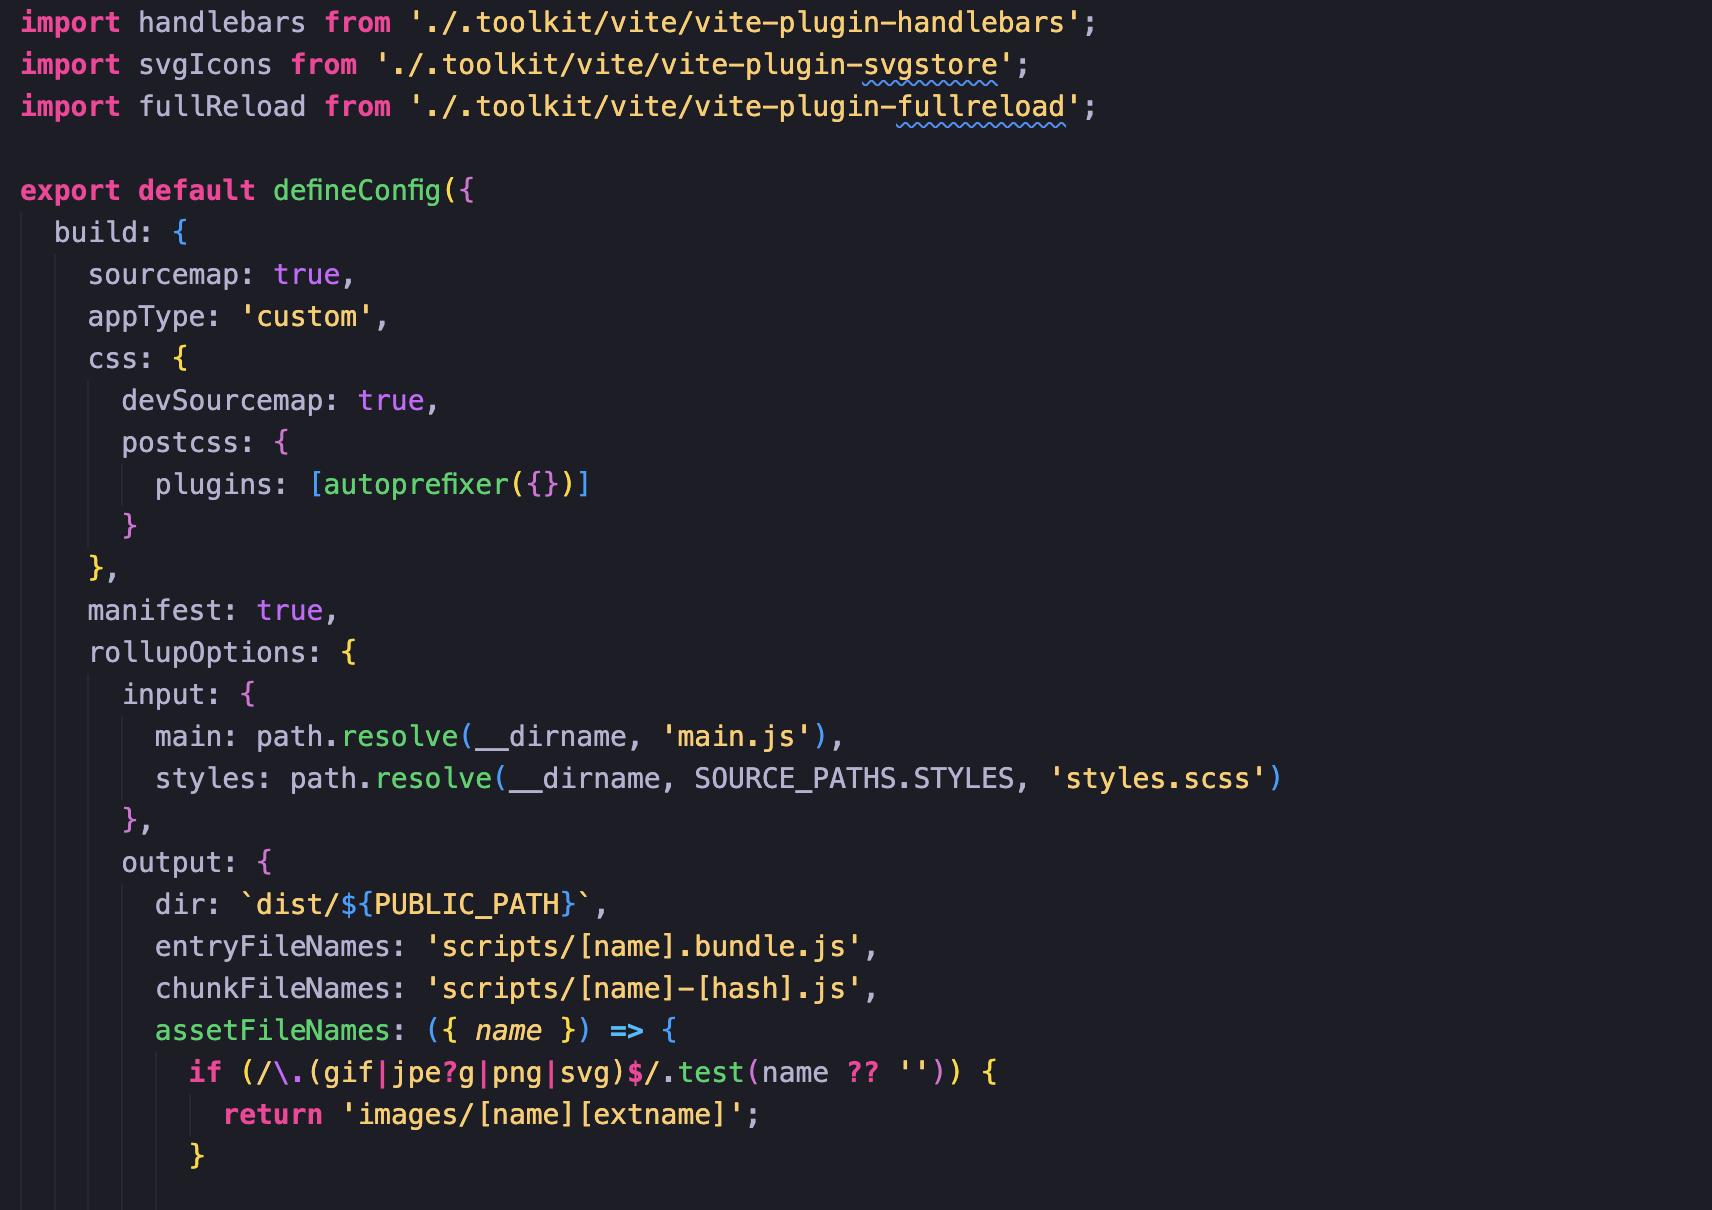 import handlebars from './.toolkit/vite/vite-plugin-handlebars';
import svgIcons from './.toolkit/vite/vite-plugin-svgstore';
import fullReload from './.toolkit/vite/vite-plugin-fullreload';

export default defineConfig({
  build: {
    sourcemap: true,
    appType: 'custom',
    css: {
      devSourcemap: true,
      postcss: {
        plugins: [autoprefixer({})]
      }
    },
    manifest: true,
    rollupOptions: {
      input: {
        main: path.resolve(__dirname, 'main.js'),
        styles: path.resolve(__dirname, SOURCE_PATHS.STYLES, 'styles.scss')
      },
      output: {
        dir: `dist/${PUBLIC_PATH}`,
        entryFileNames: 'scripts/[name].bundle.js',
        chunkFileNames: 'scripts/[name]-[hash].js',
        assetFileNames: ({ name }) => {
          if (/\.(gif|jpe?g|png|svg)$/.test(name ?? '')) {
            return 'images/[name][extname]';
          }